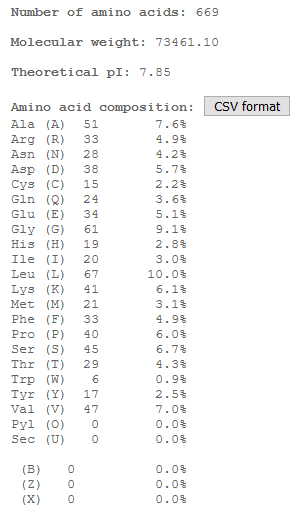 Number of amino acids: 669
Molecular weight: 73461.10
Theoretical pI: 7.85
Amino acid composition: CSV format
Ala (A) 51 7.6%
Arg (R) 33 4.9%
Asn (N) 28 4.2%
Asp (D) 38 5.7%
Cys (C) 15 2.2%
Gln (Q) 24 3.6%
Glu (E) 34 5.1%
Gly (G) 61 9.1%
His (H) 19 2.8%
Ile (I) 20 3.0%
Leu (L) 67 10.0%
Lys (K) 41 6.1%
Met (M) 21 3.1%
Phe (F) 33 4.9%
Pro (P) 40 6.0%
Ser (S) 45 6.7%
Thr (T) 29 4.3%
Trp (W) 6 0.9%
Tyr (Y) 17 2.5%
Val (V) 47 7.0%
Pyl (O) 0 0.0%
Sec (U) 0 0.0%
(B) 0 0.0%
(Z) 0 0.0%
(X) 0 0.0%